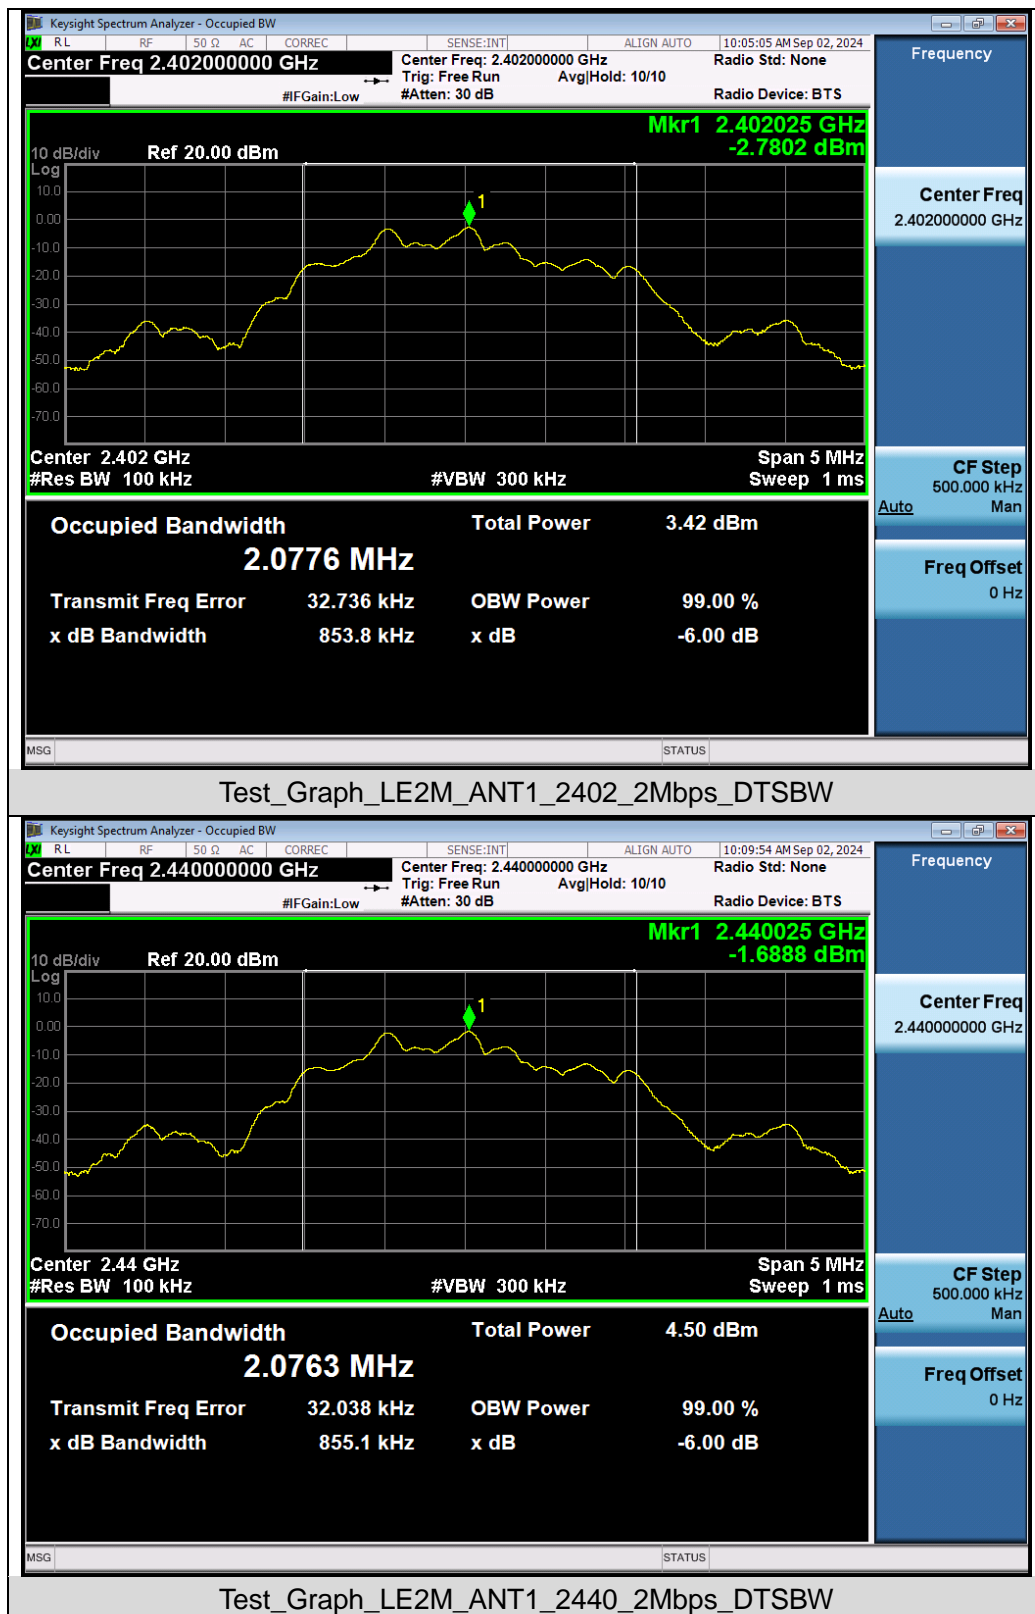 Keysight Spectrum Analyzer - Occupied BW
LXI RL RF 50 Ω AC CORREC SENSE:INT ALIGN AUTO 10:05:05 AM Sep 02, 2024
Center Freq 2.402000000 GHz
Center Freq: 2.402000000 GHz
Radio Std: None
Trig: Free Run Avg|Hold: 10/10
#IFGain:Low
#Atten: 30 dB
Radio Device: BTS
Frequency
Mkr1 2.402025 GHz
-2.7802 dBm
10 dB/div Ref 20.00 dBm
Log
10.0
1
0.00
-10.0
-20.0
-30.0
-40.0
-50.0
-60.0
-70.0
Center Freq
2.402000000 GHz
Center 2.402 GHz
Span 5 MHz
#Res BW 100 kHz
#VBW 300 kHz
Sweep 1 ms
CF Step
500.000 kHz
Auto Man
Occupied Bandwidth
Total Power 3.42 dBm
2.0776 MHz
Transmit Freq Error 32.736 kHz
OBW Power 99.00 %
x dB Bandwidth 853.8 kHz
x dB -6.00 dB
Freq Offset
0 Hz
MSG STATUS
Test_Graph_LE2M_ANT1_2402_2Mbps_DTSBW
Keysight Spectrum Analyzer - Occupied BW
LXI RL RF 50 Ω AC CORREC SENSE:INT ALIGN AUTO 10:09:54 AM Sep 02, 2024
Center Freq 2.440000000 GHz
Center Freq: 2.440000000 GHz
Radio Std: None
Trig: Free Run Avg|Hold: 10/10
#IFGain:Low
#Atten: 30 dB
Radio Device: BTS
Frequency
Mkr1 2.440025 GHz
-1.6888 dBm
10 dB/div Ref 20.00 dBm
Log
10.0
1
0.00
-10.0
-20.0
-30.0
-40.0
-50.0
-60.0
-70.0
Center Freq
2.440000000 GHz
Center 2.44 GHz
Span 5 MHz
#Res BW 100 kHz
#VBW 300 kHz
Sweep 1 ms
CF Step
500.000 kHz
Auto Man
Occupied Bandwidth
Total Power 4.50 dBm
2.0763 MHz
Transmit Freq Error 32.038 kHz
OBW Power 99.00 %
x dB Bandwidth 855.1 kHz
x dB -6.00 dB
Freq Offset
0 Hz
MSG STATUS
Test_Graph_LE2M_ANT1_2440_2Mbps_DTSBW